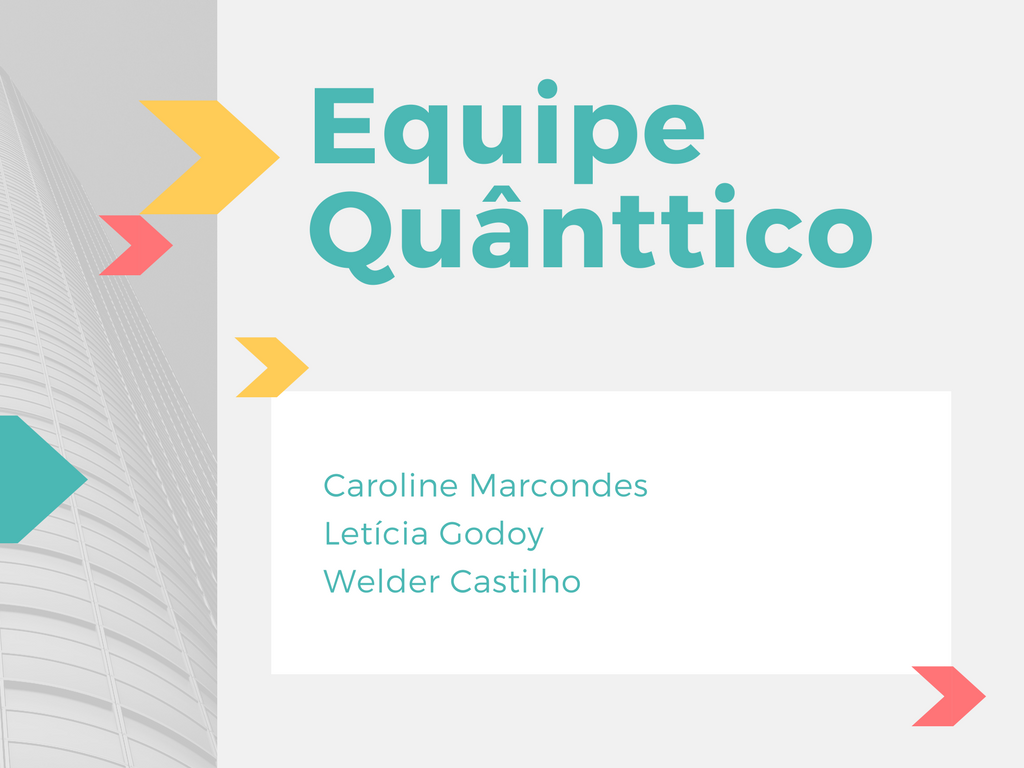 Equipe
Quânttico
Caroline Marcondes
Letícia Godoy
Welder Castilho